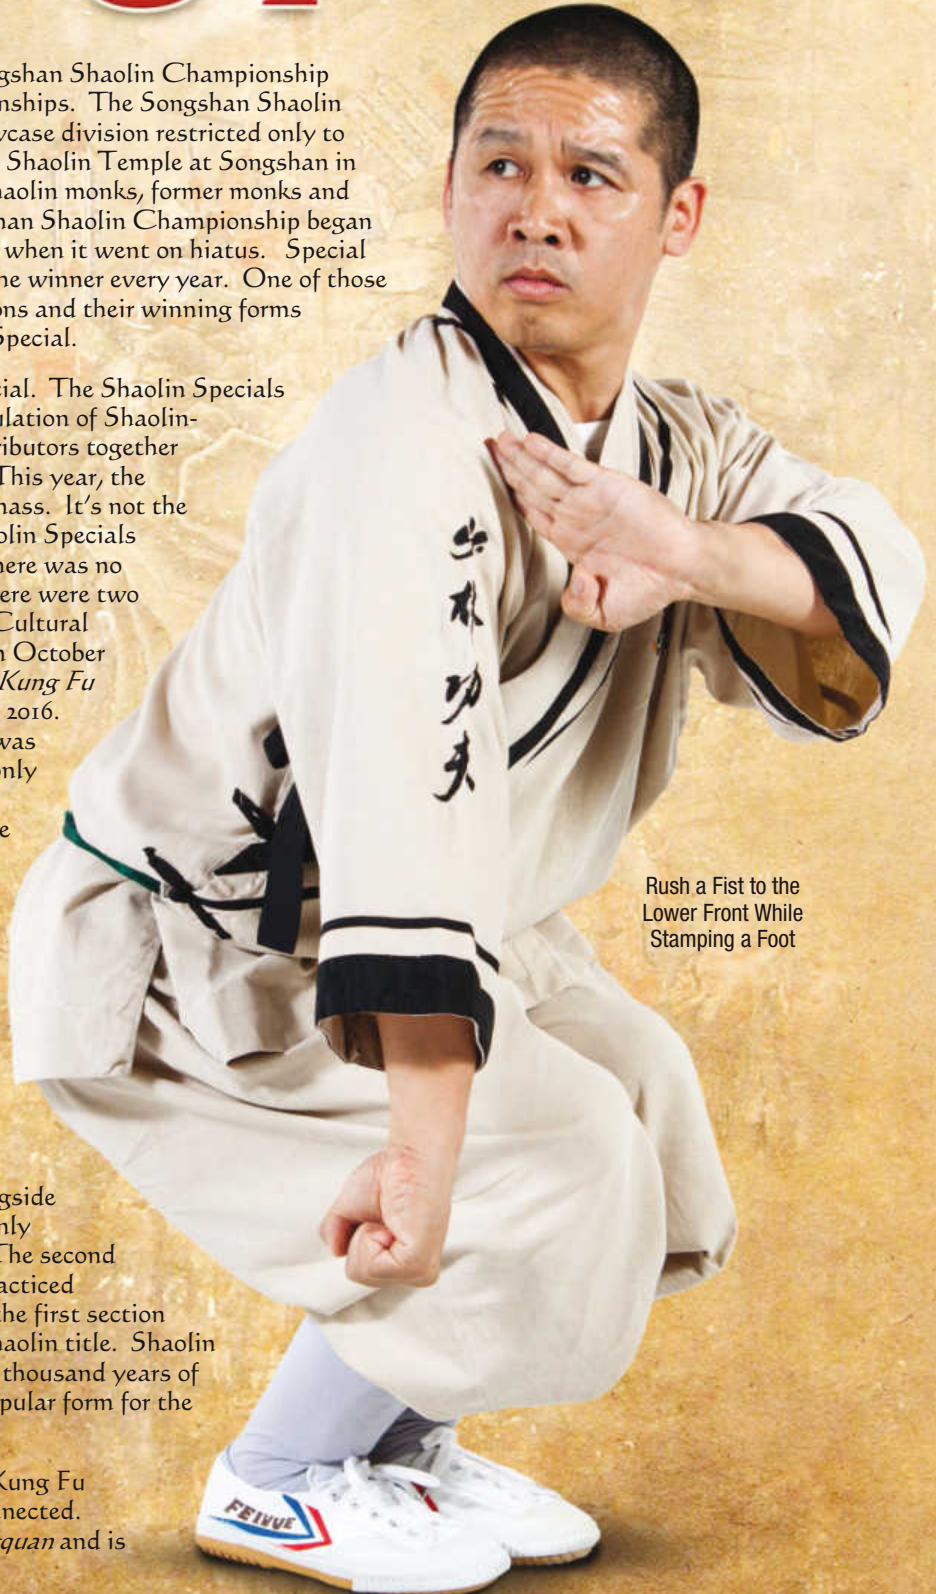 gshan Shaolin Championship
nships. The Songshan Shaolin
wcase division restricted only to
Shaolin Temple at Songshan in
haolin monks, former monks and
han Shaolin Championship began
when it went on hiatus. Special
he winner every year. One of those
ons and their winning forms
Special.
cial. The Shaolin Specials
ulation of Shaolin-
ributors together
This year, the
mass. It's not the
olin Specials
here was no
ere were two
Cultural
n October
Kung Fu
2016.
was
only
e
gside
nly
The second
acticed
the first section
haolin title. Shaolin
thousand years of
pular form for the
Kung Fu
nnected.
quan and is
少林功夫
Rush a Fist to the
Lower Front While
Stamping a Foot
FEIYUE